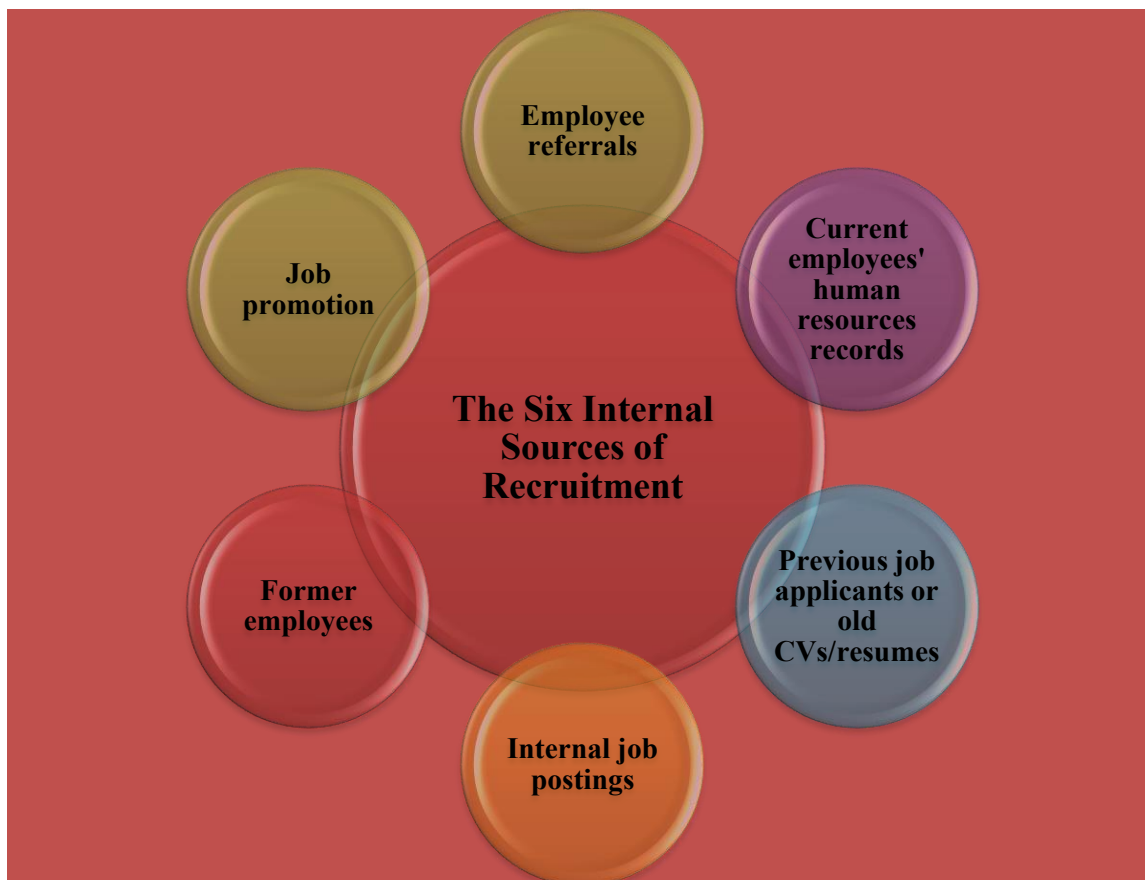 Employee
referrals
Current
employees'
human
resources
records
Previous job
applicants or
old
CVs/resumes
Internal job
postings
Former
employees
Job
promotion
The Six Internal
Sources of
Recruitment